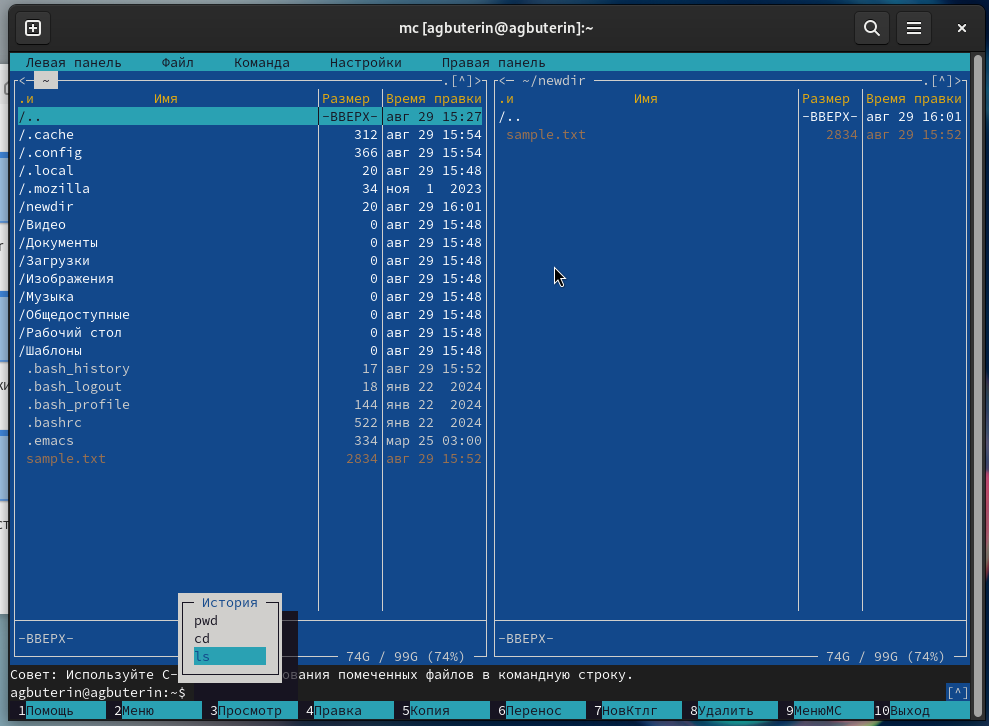 mc [agbuterin@agbuterin]:~
Левая панель Файл Команда Настройки Правая панель
<─ ~ .[^]> <─ ~/newdir .[^]>
.и Имя Размер Время правки .и Имя Размер Время правки
/.. -ВВЕРХ- авг 29 15:27 /.. -ВВЕРХ- авг 29 16:01
/.cache 312 авг 29 15:54 sample.txt 2834 авг 29 15:52
/.config 366 авг 29 15:54
/.local 20 авг 29 15:48
/.mozilla 34 ноя 1 2023
/newdir 20 авг 29 16:01
/Видео 0 авг 29 15:48
/Документы 0 авг 29 15:48
/Загрузки 0 авг 29 15:48
/Изображения 0 авг 29 15:48
/Музыка 0 авг 29 15:48
/Общедоступные 0 авг 29 15:48
/Рабочий стол 0 авг 29 15:48
/Шаблоны 0 авг 29 15:48
.bash_history 17 авг 29 15:52
.bash_logout 18 янв 22 2024
.bash_profile 144 янв 22 2024
.bashrc 522 янв 22 2024
.emacs 334 мар 25 03:00
sample.txt 2834 авг 29 15:52
История
pwd
cd
ls
-ВВЕРХ- -ВВЕРХ-
74G / 99G (74%) 74G / 99G (74%)
Совет: Используйте C- ования помеченных файлов в командную строку.
agbuterin@agbuterin:~$ [^]
1Помощь 2Меню 3Просмотр 4Правка 5Копия 6Перенос 7НовКтлг 8Удалить 9МенюМС 10Выход